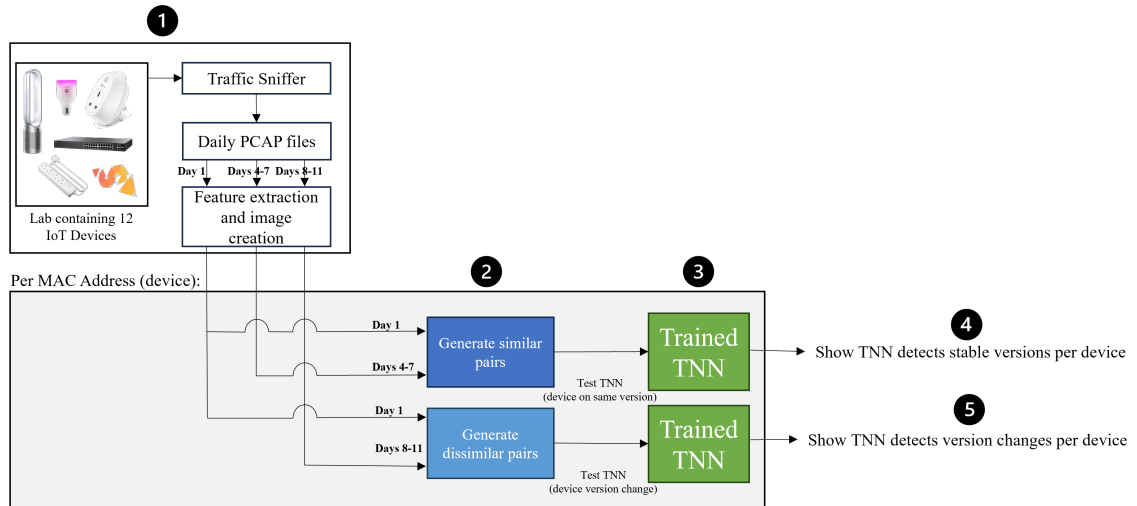 1
Traffic Sniffer
Daily PCAP files
Day 1
Days 4-7
Days 8-11
Feature extraction
and image
creation
Lab containing 12
IoT Devices
Per MAC Address (device):
2
3
Day 1
Generate similar
pairs
Days 4-7
Test TNN
(device on same version)
Trained
TNN
4
Show TNN detects stable versions per device
Day 1
Generate
dissimilar pairs
Days 8-11
Test TNN
(device version change)
Trained
TNN
5
Show TNN detects version changes per device